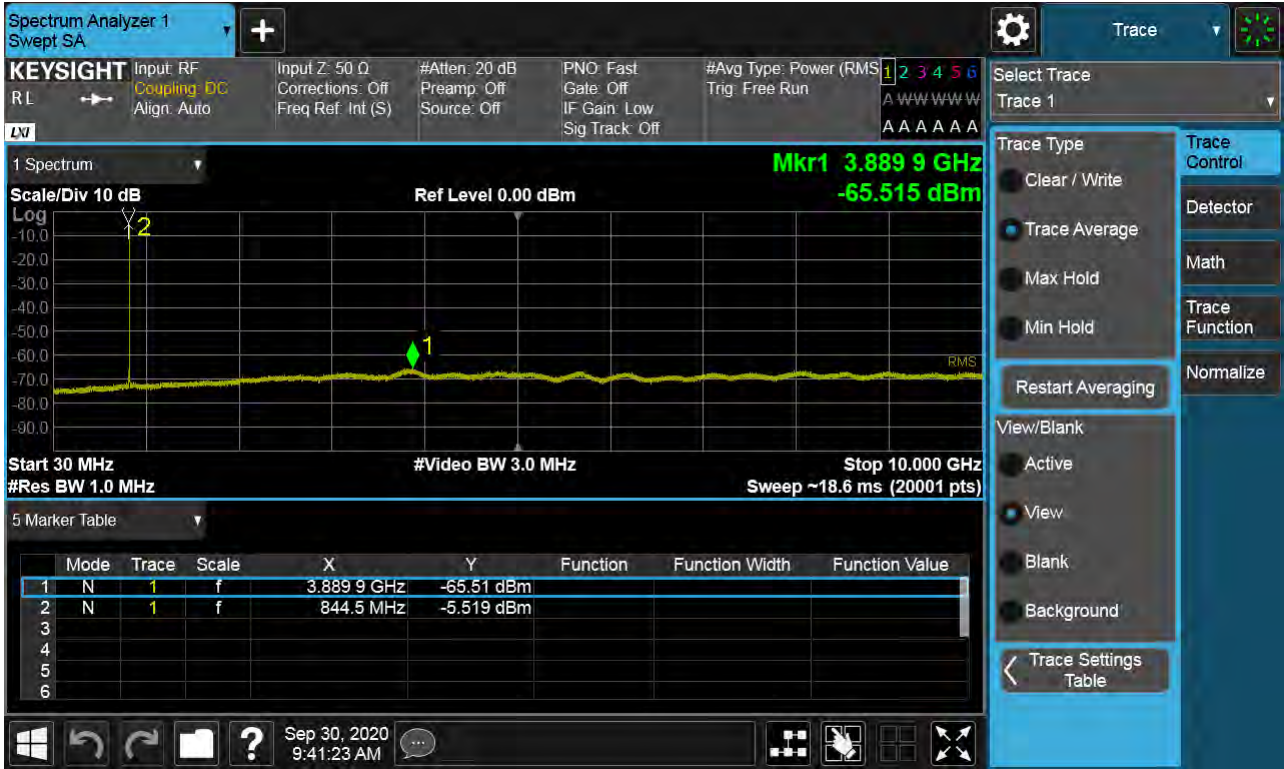 Spectrum Analyzer 1
Swept SA
Trace
KEYSIGHT
R L
LXI
Input: RF
Coupling: DC
Align: Auto
Input Z: 50 Ω
Corrections: Off
Freq Ref: Int (S)
#Atten: 20 dB
Preamp: Off
Source: Off
PNO: Fast
Gate: Off
IF Gain: Low
Sig Track: Off
#Avg Type: Power (RMS
Trig: Free Run
1 2 3 4 5 6
A W W W W W
A A A A A A
Select Trace
Trace 1
1 Spectrum
Mkr1 3.889 9 GHz
-65.515 dBm
Scale/Div 10 dB
Ref Level 0.00 dBm
Log
-10.0
-20.0
-30.0
-40.0
-50.0
-60.0
-70.0
-80.0
-90.0
2
1
RMS
Start 30 MHz
#Video BW 3.0 MHz
Stop 10.000 GHz
#Res BW 1.0 MHz
Sweep ~18.6 ms (20001 pts)
5 Marker Table
Mode Trace Scale X Y Function Function Width Function Value
1 N 1 f 3.889 9 GHz -65.51 dBm
2 N 1 f 844.5 MHz -5.519 dBm
3
4
5
6
Trace Type
Clear / Write
Trace Average
Max Hold
Min Hold
Restart Averaging
View/Blank
Active
View
Blank
Background
Trace Settings
Table
Trace
Control
Detector
Math
Trace
Function
Normalize
?
Sep 30, 2020
9:41:23 AM